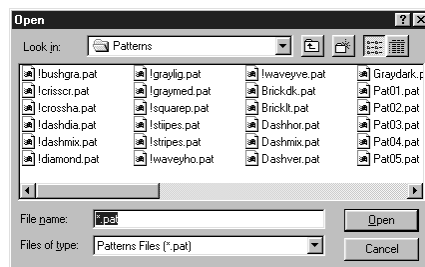 Open
Look in: Patterns
!bushgra.pat !graylig.pat !waveyve.pat Graydark.p
!crisscr.pat !graymed.pat Brickdk.pat Pat01.pat
!crossha.pat !squarep.pat Bricklt.pat Pat02.pat
!dashdia.pat !stiipes.pat Dashhor.pat Pat03.pat
!dashmix.pat !stripes.pat Dashmix.pat Pat04.pat
!diamond.pat !waveyho.pat Dashver.pat Pat05.pat
File name: *.pat Open
Files of type: Patterns Files (*.pat) Cancel